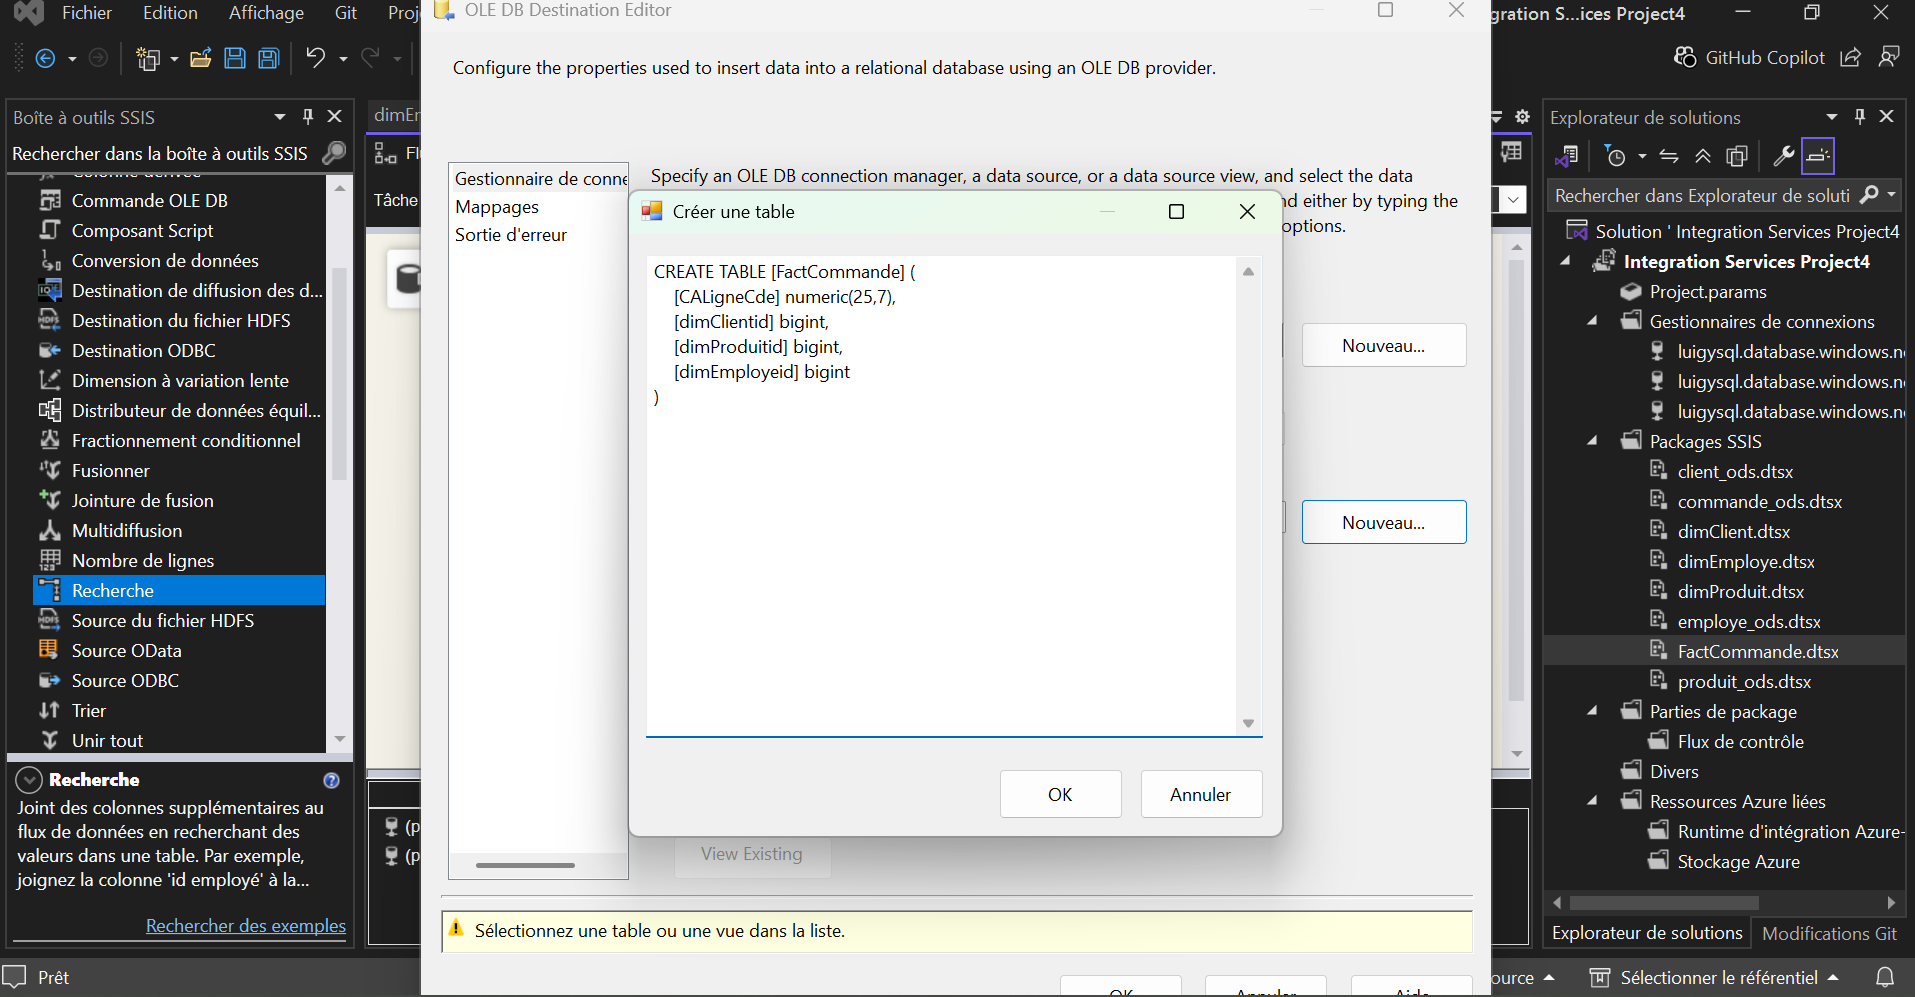 Fichier
Edition
Affichage
Git
OLE DB Destination Editor
gration S...ices Project4
GitHub Copilot
Configure the properties used to insert data into a relational database using an OLE DB provider.
Boîte à outils SSIS
Rechercher dans la boîte à outils SSIS
Commande OLE DB
Composant Script
Conversion de données
Destination de diffusion des d...
Destination du fichier HDFS
Destination ODBC
Dimension à variation lente
Distributeur de données équil...
Fractionnement conditionnel
Fusionner
Jointure de fusion
Multidiffusion
Nombre de lignes
Recherche
Source du fichier HDFS
Source OData
Source ODBC
Trier
Unir tout
Recherche
Joint des colonnes supplémentaires au
flux de données en recherchant des
valeurs dans une table. Par exemple,
joignez la colonne 'id employé' à la...
Rechercher des exemples
Prêt
Tâche
Gestionnaire de conne
Mappages
Sortie d'erreur
Specify an OLE DB connection manager, a data source, or a data source view, and select the data
d either by typing the
options.
Créer une table
CREATE TABLE [FactCommande] (
[CALigneCde] numeric(25,7),
[dimClientid] bigint,
[dimProduitid] bigint,
[dimEmployeid] bigint
)
OK
Annuler
Nouveau...
Nouveau...
View Existing
Sélectionnez une table ou une vue dans la liste.
OK
Annuler
Aide
Explorateur de solutions
Rechercher dans Explorateur de soluti
Solution ' Integration Services Project4
Integration Services Project4
Project.params
Gestionnaires de connexions
luigysql.database.windows.n
luigysql.database.windows.n
luigysql.database.windows.n
Packages SSIS
client_ods.dtsx
commande_ods.dtsx
dimClient.dtsx
dimEmploye.dtsx
dimProduit.dtsx
employe_ods.dtsx
FactCommande.dtsx
produit_ods.dtsx
Parties de package
Flux de contrôle
Divers
Ressources Azure liées
Runtime d'intégration Azure-
Stockage Azure
Explorateur de solutions
Modifications Git
ource
Sélectionner le référentiel